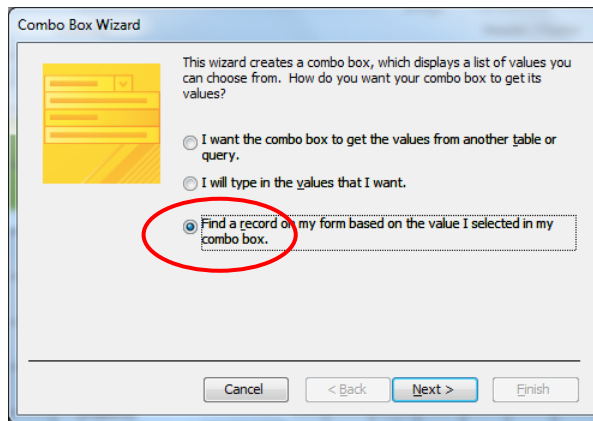 Combo Box Wizard
This wizard creates a combo box, which displays a list of values you
can choose from. How do you want your combo box to get its
values?
I want the combo box to get the values from another table or
query.
I will type in the values that I want.
Find a record on my form based on the value I selected in my
combo box.
Cancel
< Back
Next >
Finish